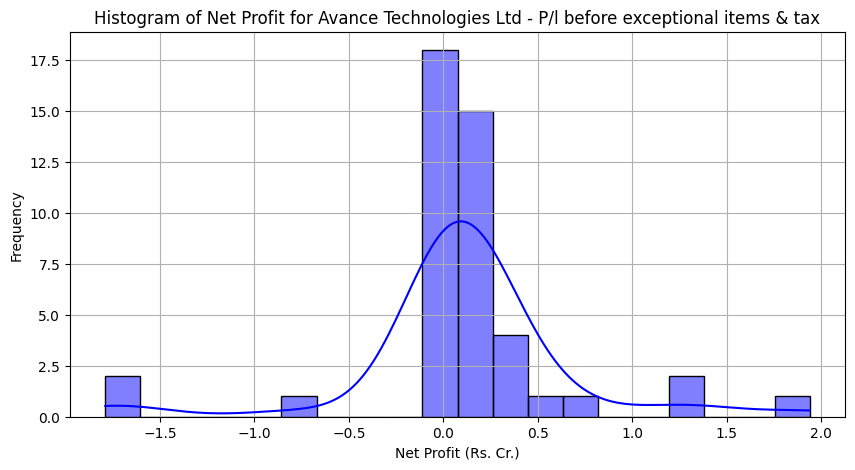 Histogram of Net Profit for Avance Technologies Ltd - P/l before exceptional items & tax
17.5
15.0
12.5
10.0
7.5
5.0
2.5
0.0
Frequency
−1.5 −1.0 −0.5 0.0 0.5 1.0 1.5 2.0
Net Profit (Rs. Cr.)